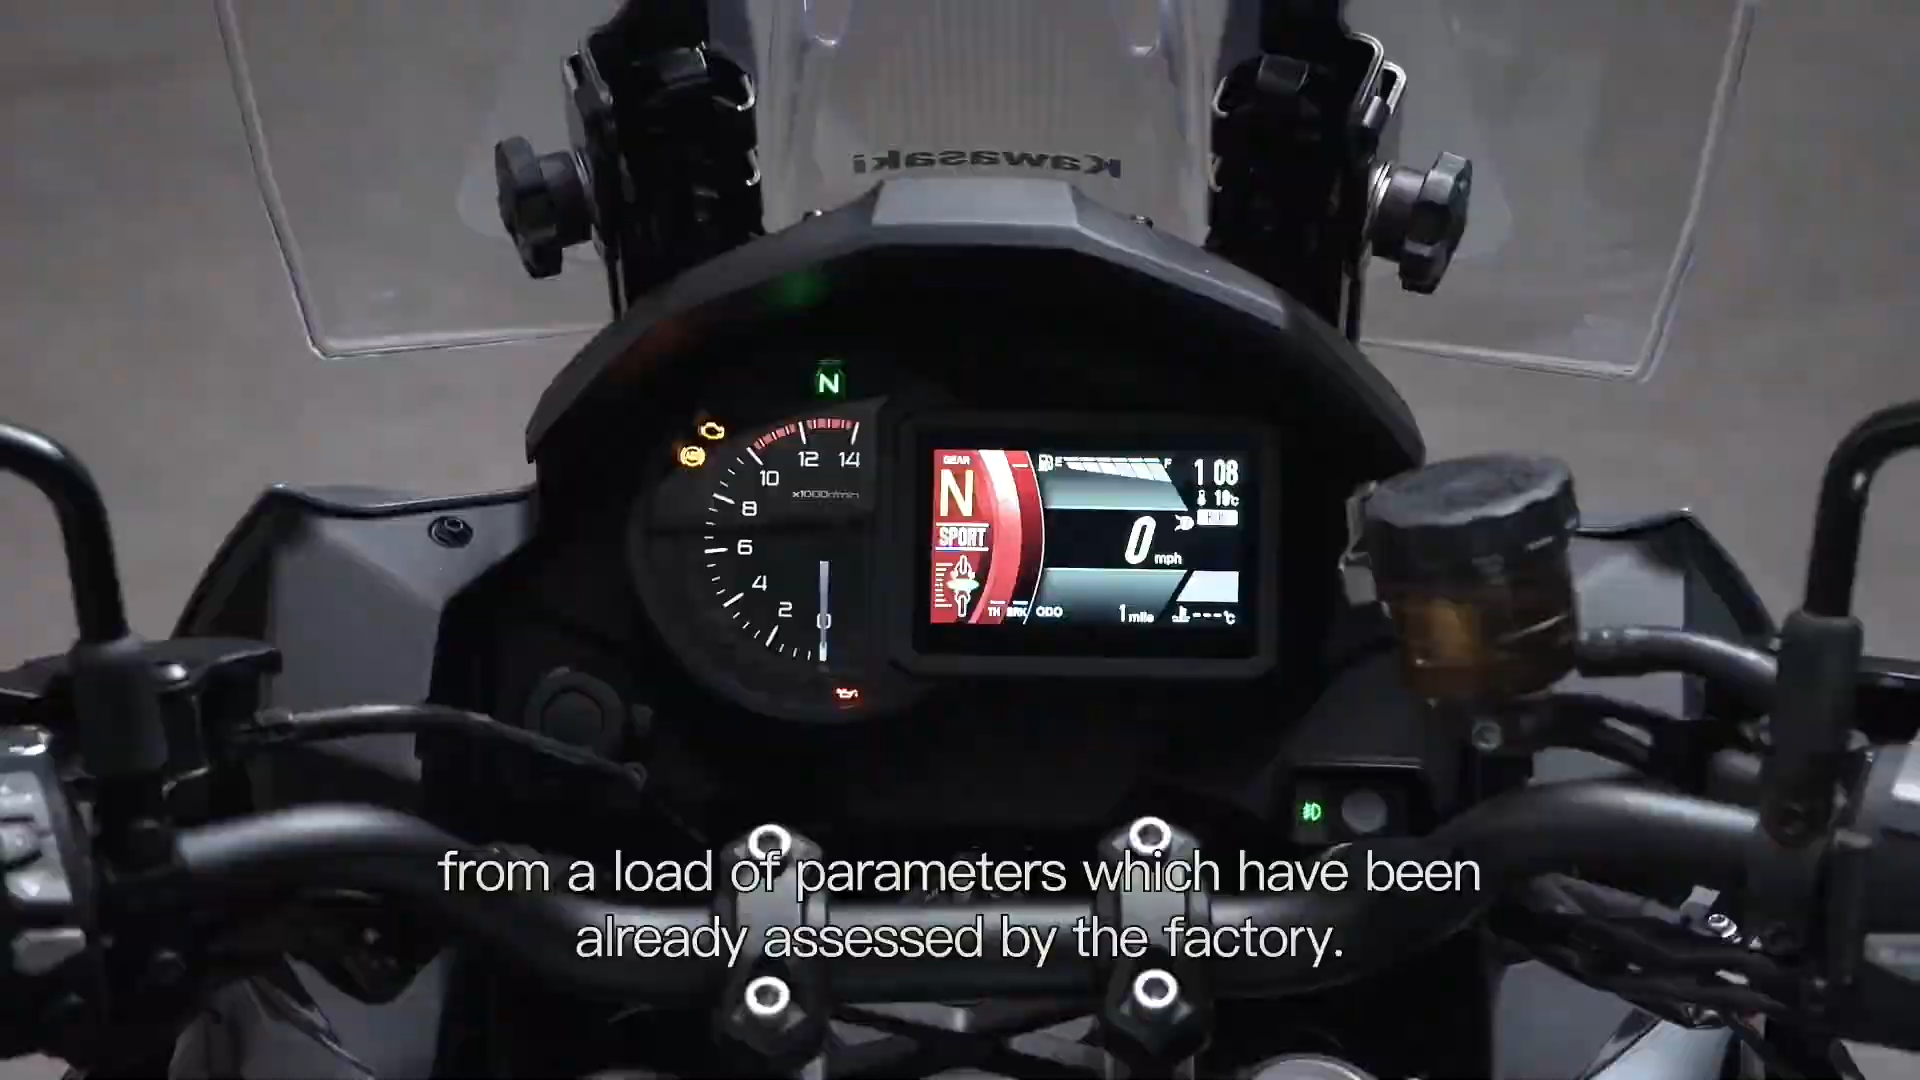 Kawasaki
N
12 14
10
x1000r/min
8
6
4
2
0
GEAR
N
SPORT
E F
1 08
19°C
0 mph
TH BRK ODO
1 mile
---°C
from a load of parameters which have been
already assessed by the factory.